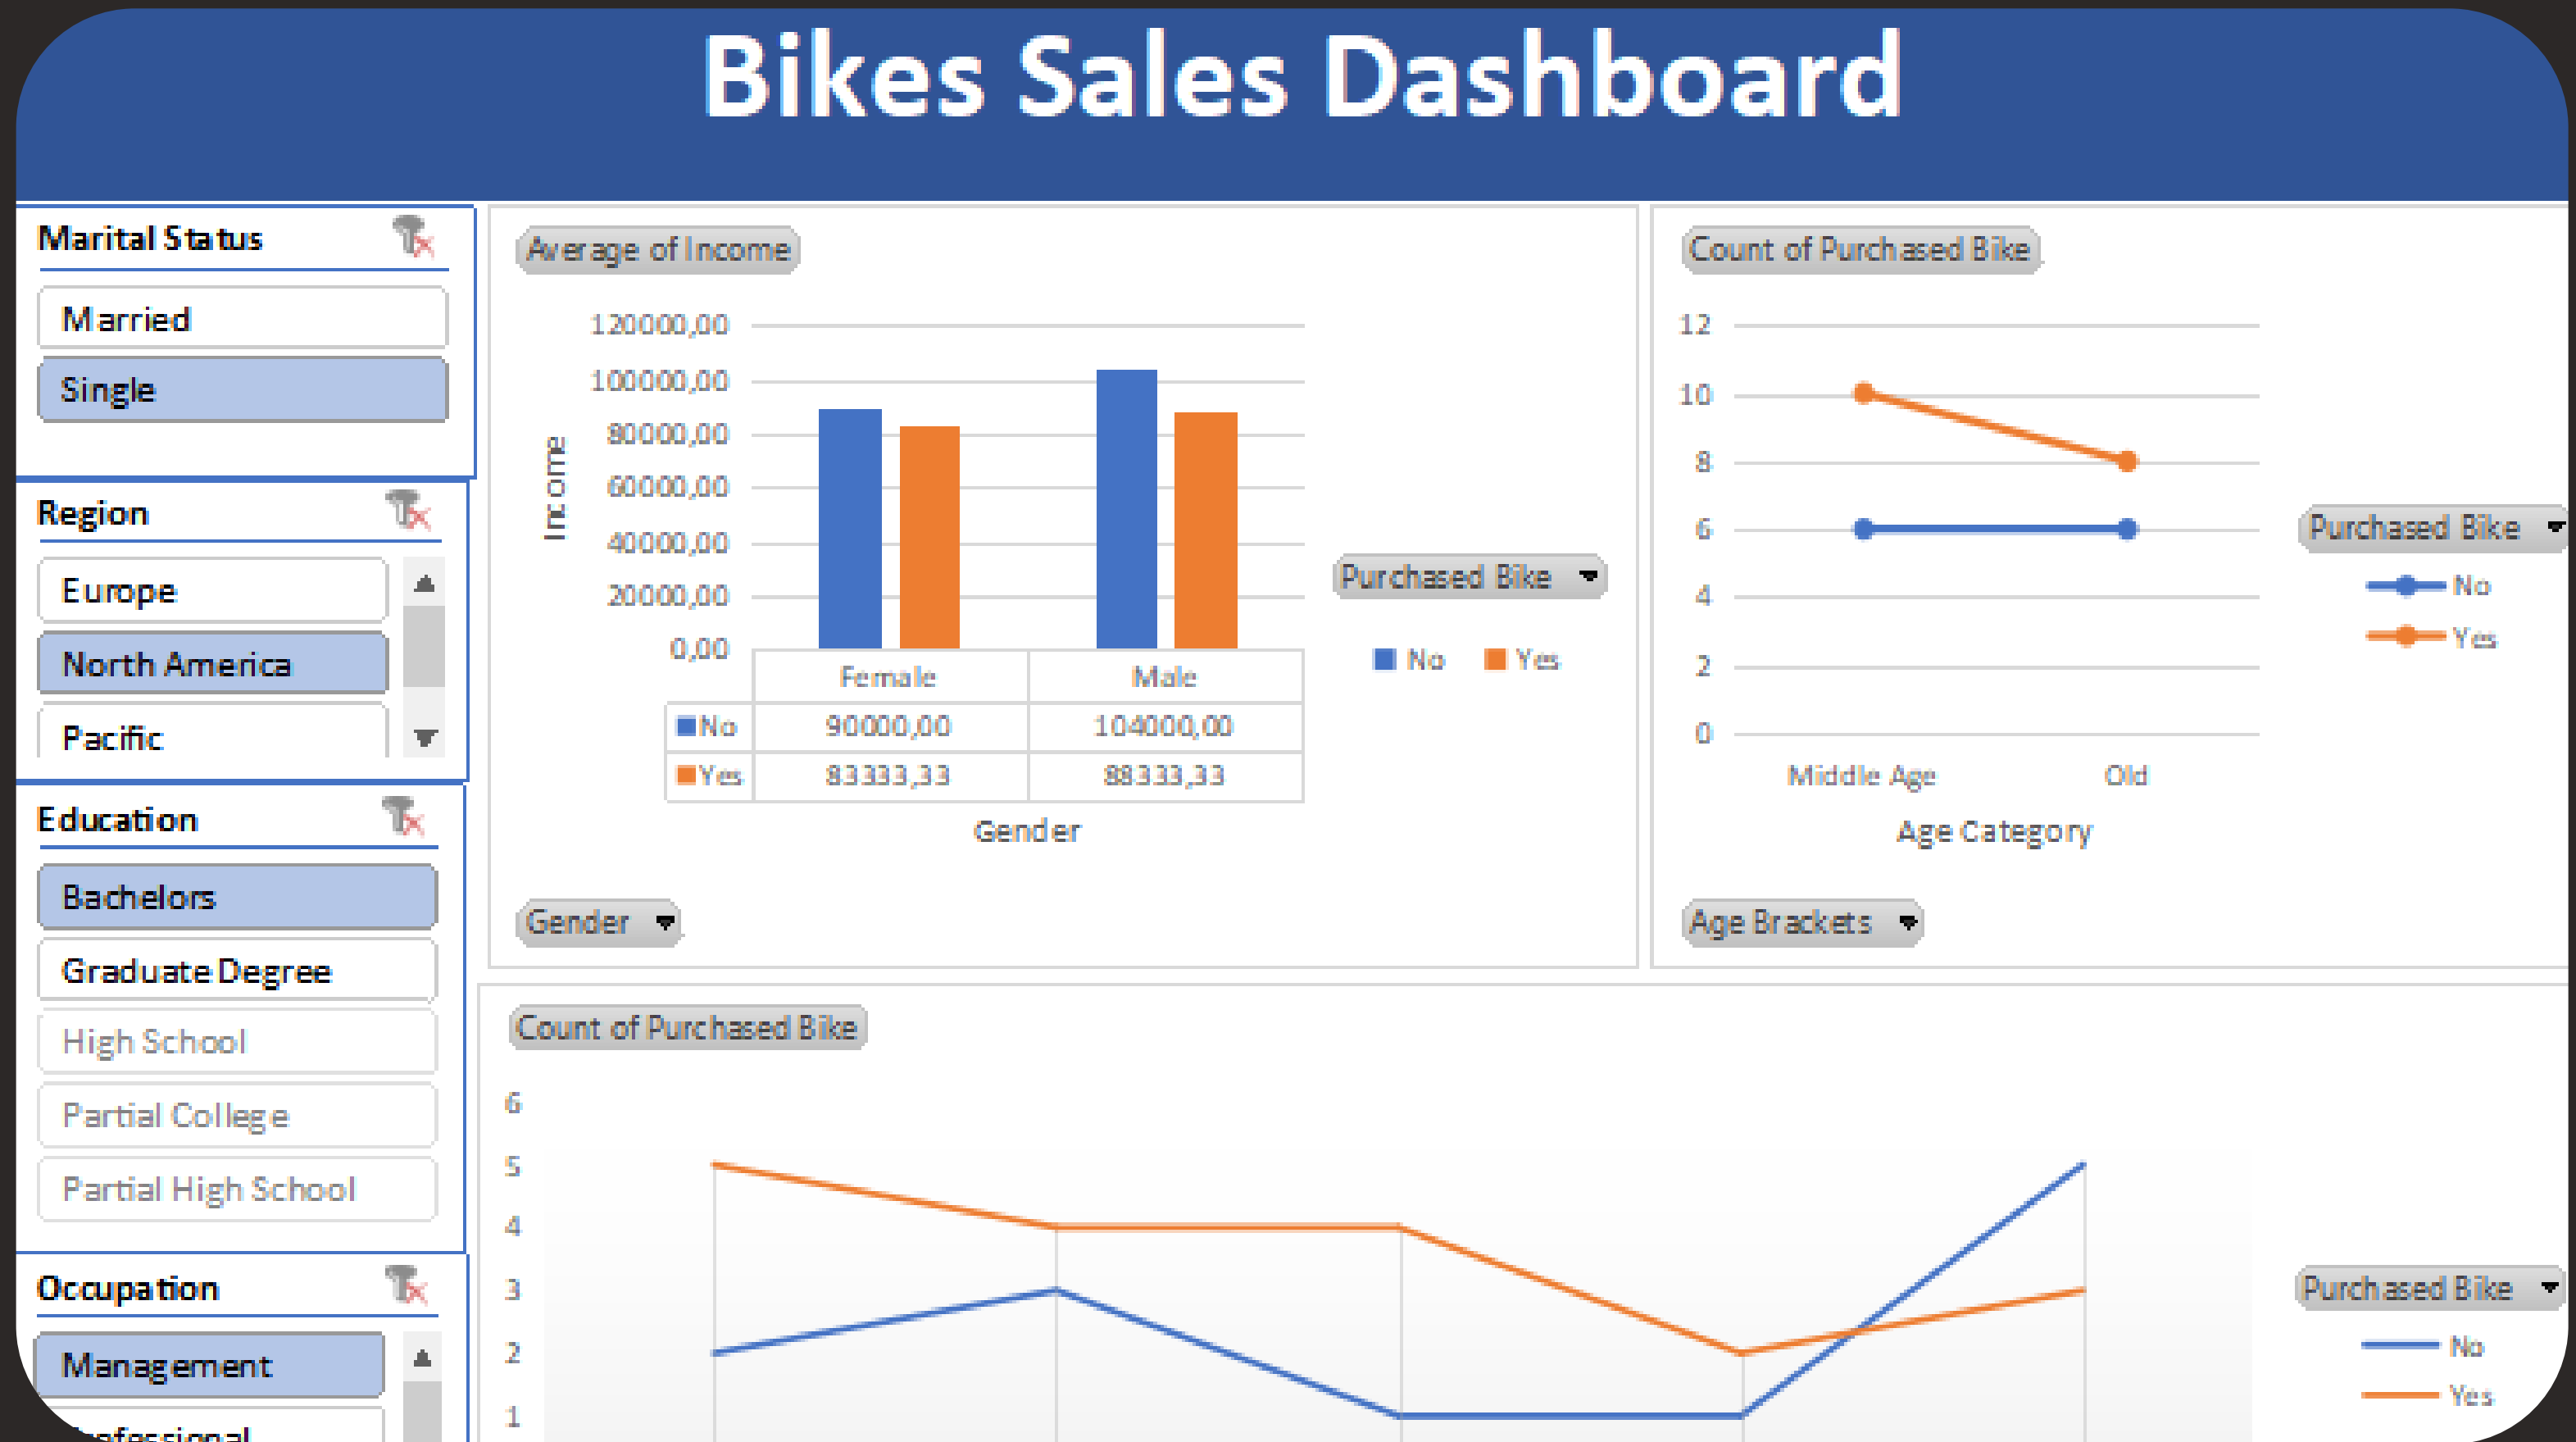 Bikes Sales Dashboard
Marital Status
Married
Single
Region
Europe
North America
Pacific
Education
Bachelors
Graduate Degree
High School
Partial College
Partial High School
Occupation
Management
Professional
Average of Income
Income
120000,00
100000,00
80000,00
60000,00
40000,00
20000,00
0,00
Female Male
No 90000,00 104000,00
Yes 83333,33 88333,33
Gender
Purchased Bike
No Yes
Gender
Count of Purchased Bike
12
10
8
6
4
2
0
Middle Age Old
Age Category
Purchased Bike
No
Yes
Age Brackets
Count of Purchased Bike
6
5
4
3
2
1
Purchased Bike
No
Yes